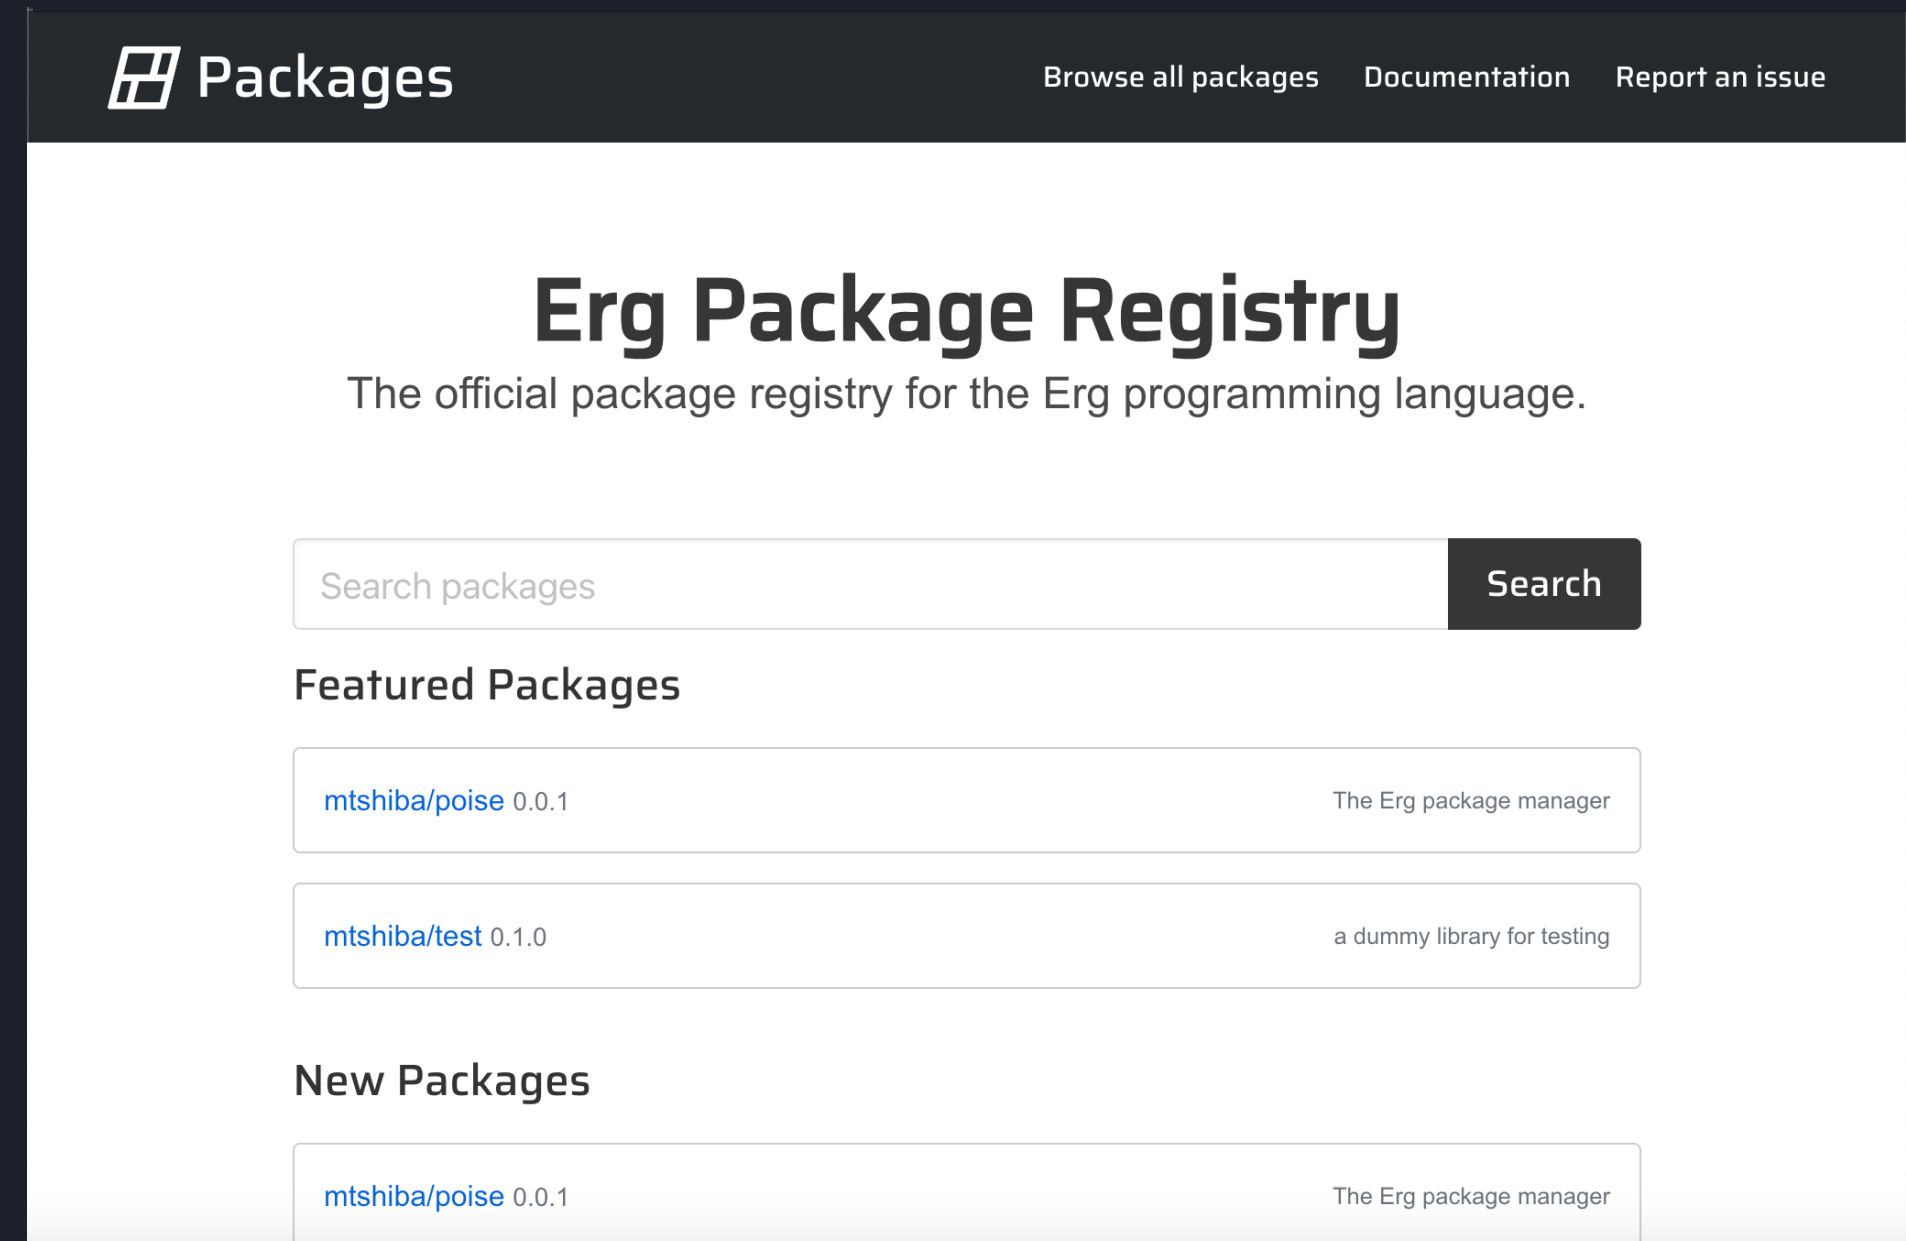 Packages
Browse all packages Documentation Report an issue
Erg Package Registry
The official package registry for the Erg programming language.
Search packages Search
Featured Packages
mtshiba/poise 0.0.1 The Erg package manager
mtshiba/test 0.1.0 a dummy library for testing
New Packages
mtshiba/poise 0.0.1 The Erg package manager